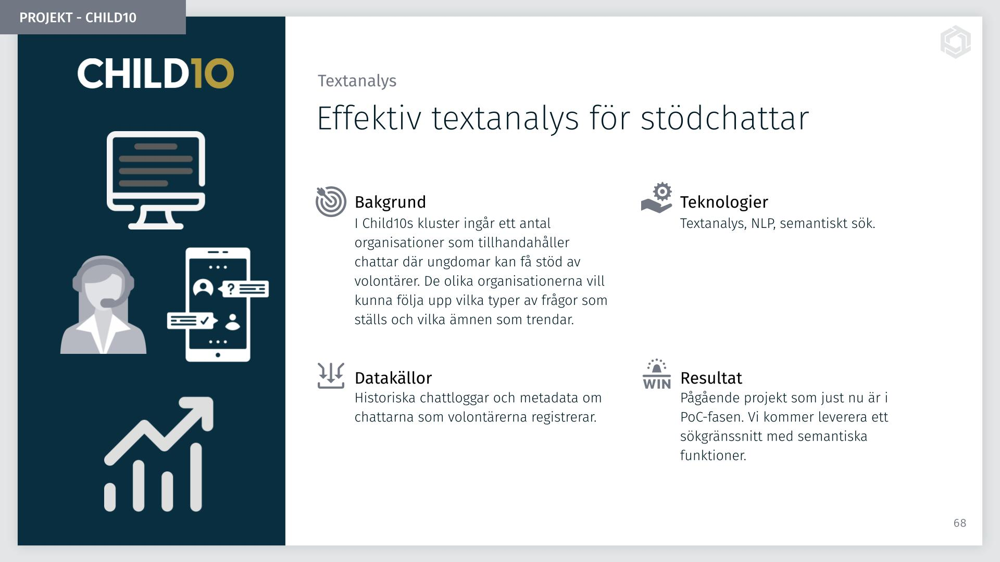 PROJEKT - CHILD10
CHILD10
Textanalys
Effektiv textanalys för stödchattar
Bakgrund
I Child10s kluster ingår ett antal
organisationer som tillhandahåller
chattar där ungdomar kan få stöd av
volontärer. De olika organisationerna vill
kunna följa upp vilka typer av frågor som
ställs och vilka ämnen som trendar.
Teknologier
Textanalys, NLP, semantiskt sök.
?
Datakällor
Historiska chattloggar och metadata om
chattarna som volontärerna registrerar.
WIN
Resultat
Pågående projekt som just nu är i
PoC-fasen. Vi kommer leverera ett
sökgränssnitt med semantiska
funktioner.
68